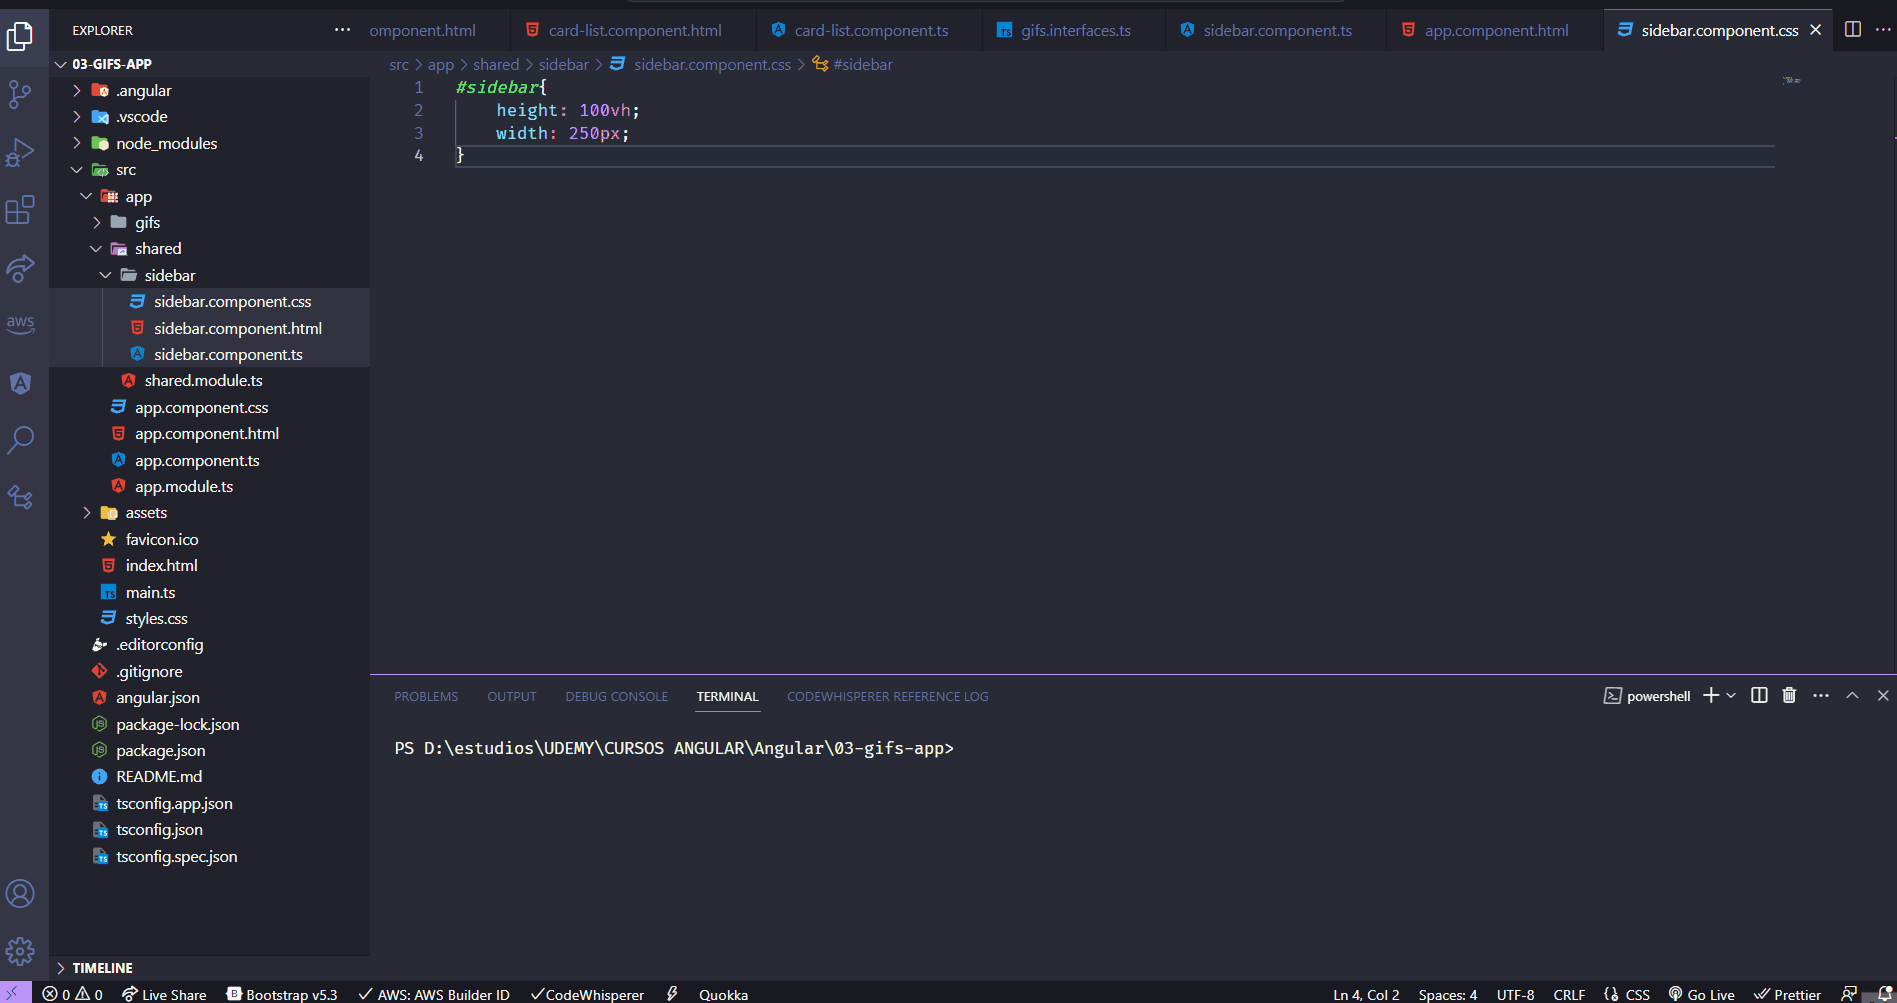 EXPLORER
···
omponent.html
card-list.component.html
card-list.component.ts
gifs.interfaces.ts
sidebar.component.ts
app.component.html
sidebar.component.css
03-GIFS-APP
.angular
.vscode
node_modules
src
app
gifs
shared
sidebar
sidebar.component.css
sidebar.component.html
sidebar.component.ts
shared.module.ts
app.component.css
app.component.html
app.component.ts
app.module.ts
assets
favicon.ico
index.html
main.ts
styles.css
.editorconfig
.gitignore
angular.json
package-lock.json
package.json
README.md
tsconfig.app.json
tsconfig.json
tsconfig.spec.json
TIMELINE
aws
src > app > shared > sidebar > sidebar.component.css > #sidebar
1 #sidebar{
2 height: 100vh;
3 width: 250px;
4 }
PROBLEMS OUTPUT DEBUG CONSOLE TERMINAL CODEWHISPERER REFERENCE LOG
powershell
PS D:\estudios\UDEMY\CURSOS ANGULAR\Angular\03-gifs-app>
0 0 Live Share Bootstrap v5.3 AWS: AWS Builder ID CodeWhisperer Quokka Ln 4, Col 2 Spaces: 4 UTF-8 CRLF CSS Go Live Prettier